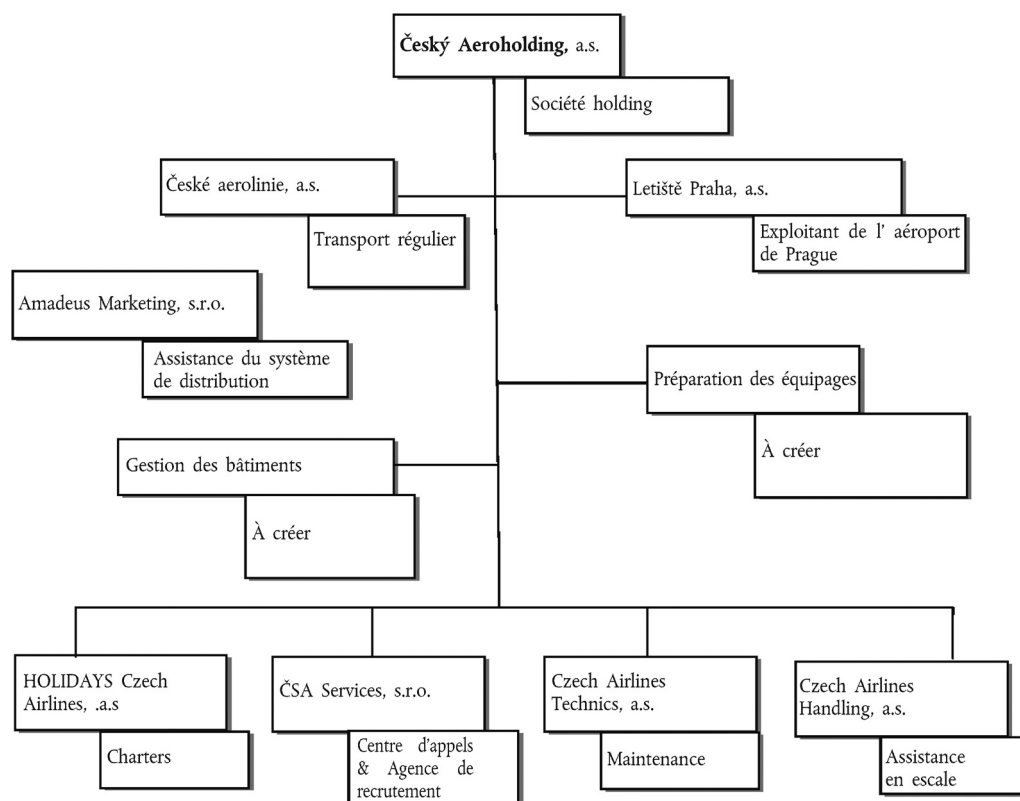 Český Aeroholding, a.s.
Société holding
České aerolinie, a.s.
Transport régulier
Letiště Praha, a.s.
Exploitant de l' aéroport
de Prague
Amadeus Marketing, s.r.o.
Assistance du système
de distribution
Préparation des équipages
À créer
Gestion des bâtiments
À créer
HOLIDAYS Czech
Airlines, .a.s
Charters
ČSA Services, s.r.o.
Centre d'appels
& Agence de
recrutement
Czech Airlines
Technics, a.s.
Maintenance
Czech Airlines
Handling, a.s.
Assistance
en escale